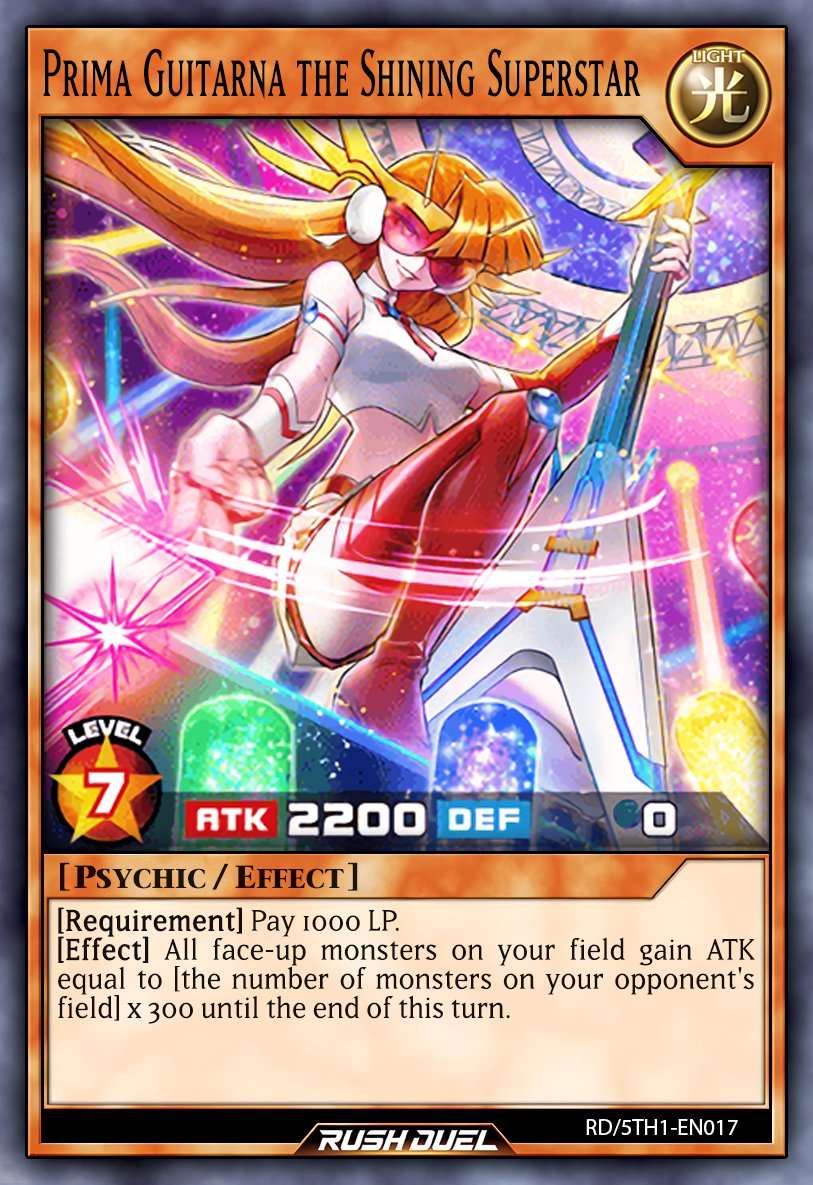 Prima Guitarna the Shining Superstar
LIGHT
光
LEVEL
7
ATK 2200 DEF 0
[Psychic / Effect]
[Requirement] Pay 1000 LP.
[Effect] All face-up monsters on your field gain ATK
equal to [the number of monsters on your opponent's
field] x 300 until the end of this turn.
RUSH DUEL
RD/5TH1-EN017